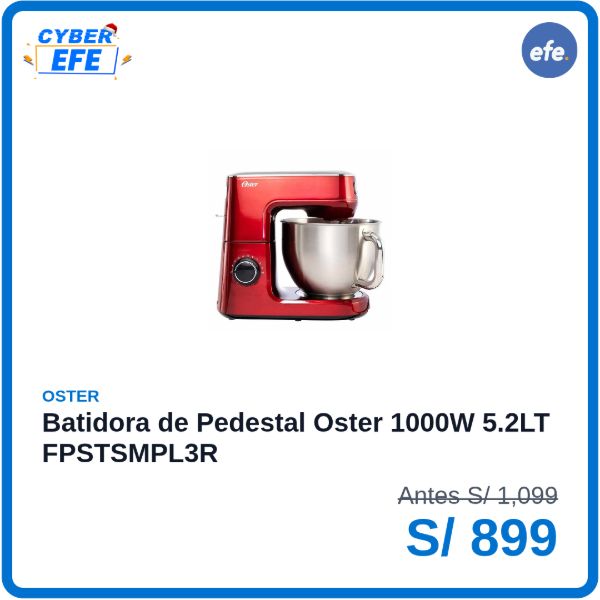 CYBER
EFE
efe.
Oster
OSTER
Batidora de Pedestal Oster 1000W 5.2LT
FPSTSMPL3R
Antes S/ 1,099
S/ 899